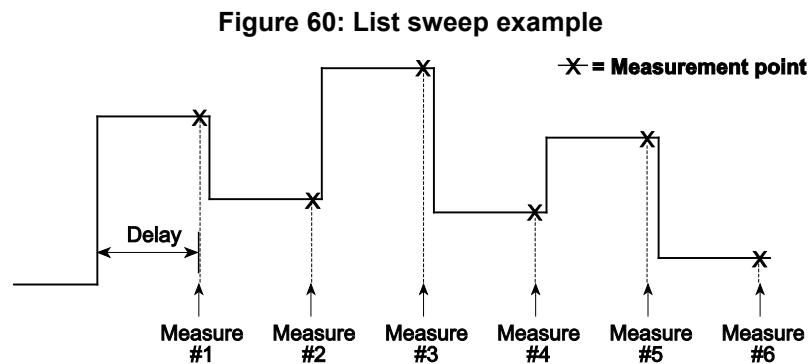 Figure 60: List sweep example
X = Measurement point
Delay
Measure #1
Measure #2
Measure #3
Measure #4
Measure #5
Measure #6